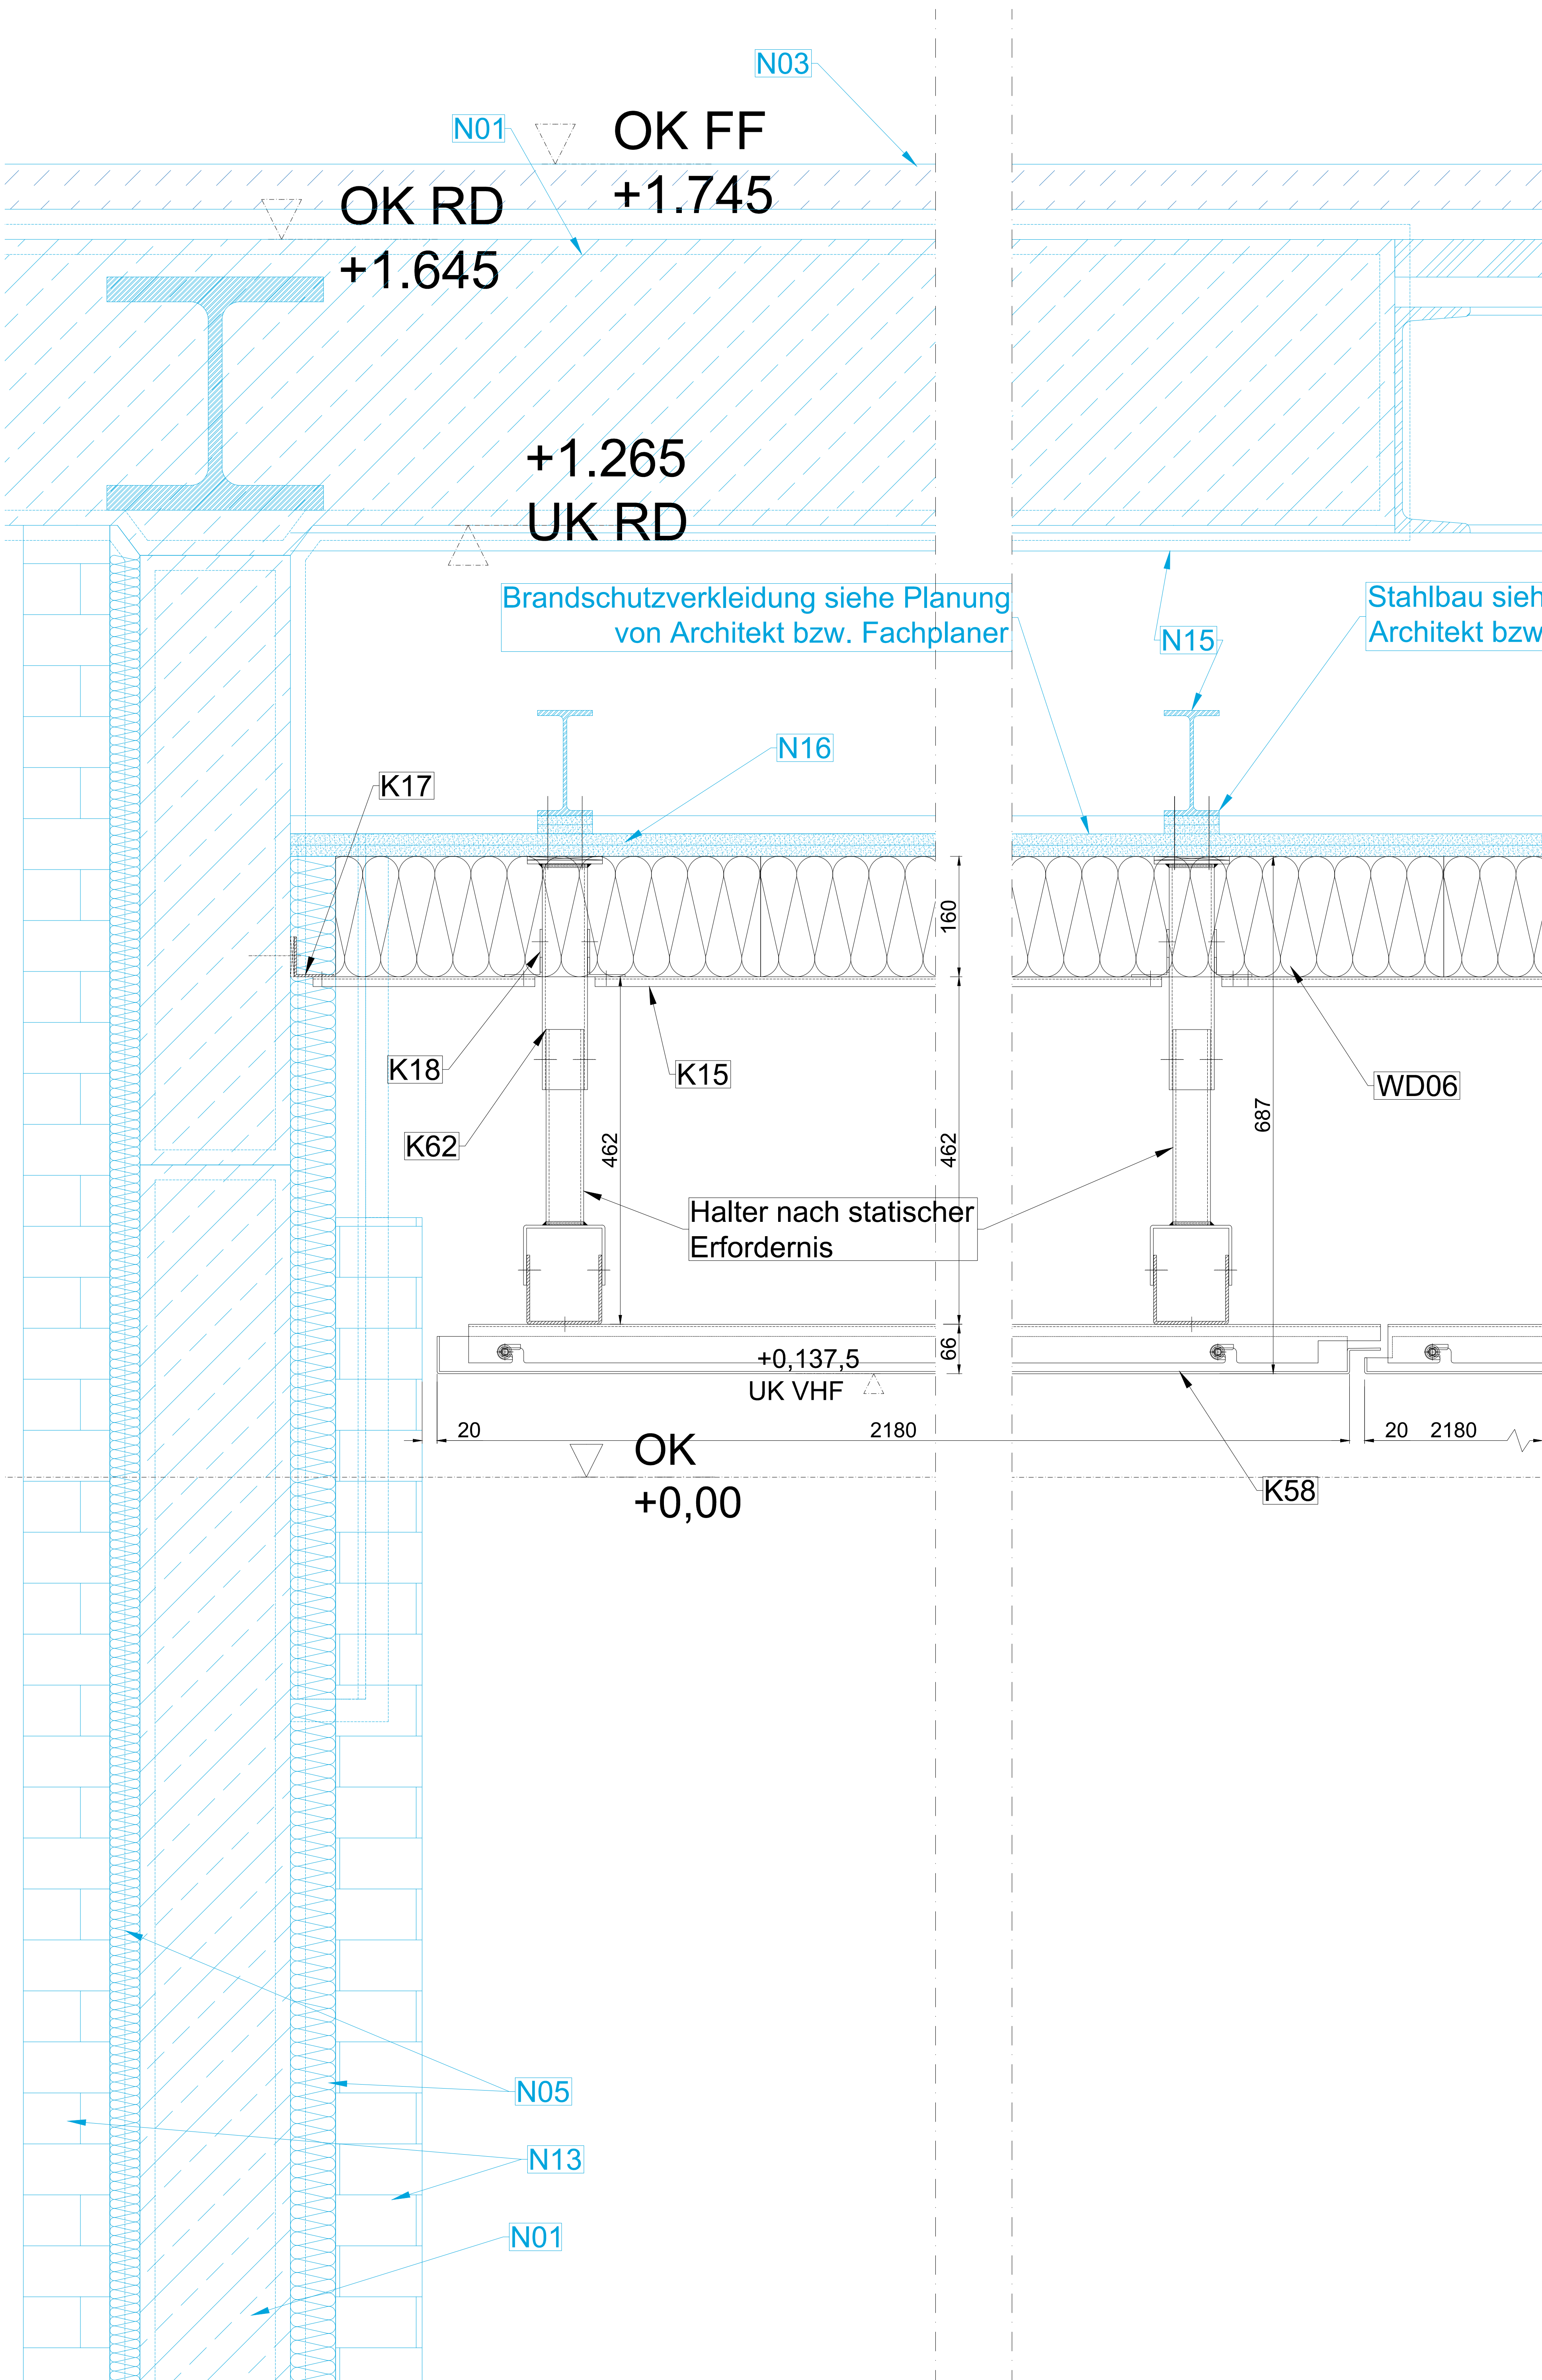 N03
N01
OK FF
+1.745
OK RD
+1.645
+1.265
UK RD
Brandschutzverkleidung siehe Planung
von Architekt bzw. Fachplaner
N15
Stahlbau
Architekt bzw
N16
K17
160
K18
K15
WD06
K62
462
462
687
Halter nach statischer
Erfordernis
66
+0,137,5
UK VHF
20
2180
20
2180
OK
+0,00
K58
N05
N13
N01